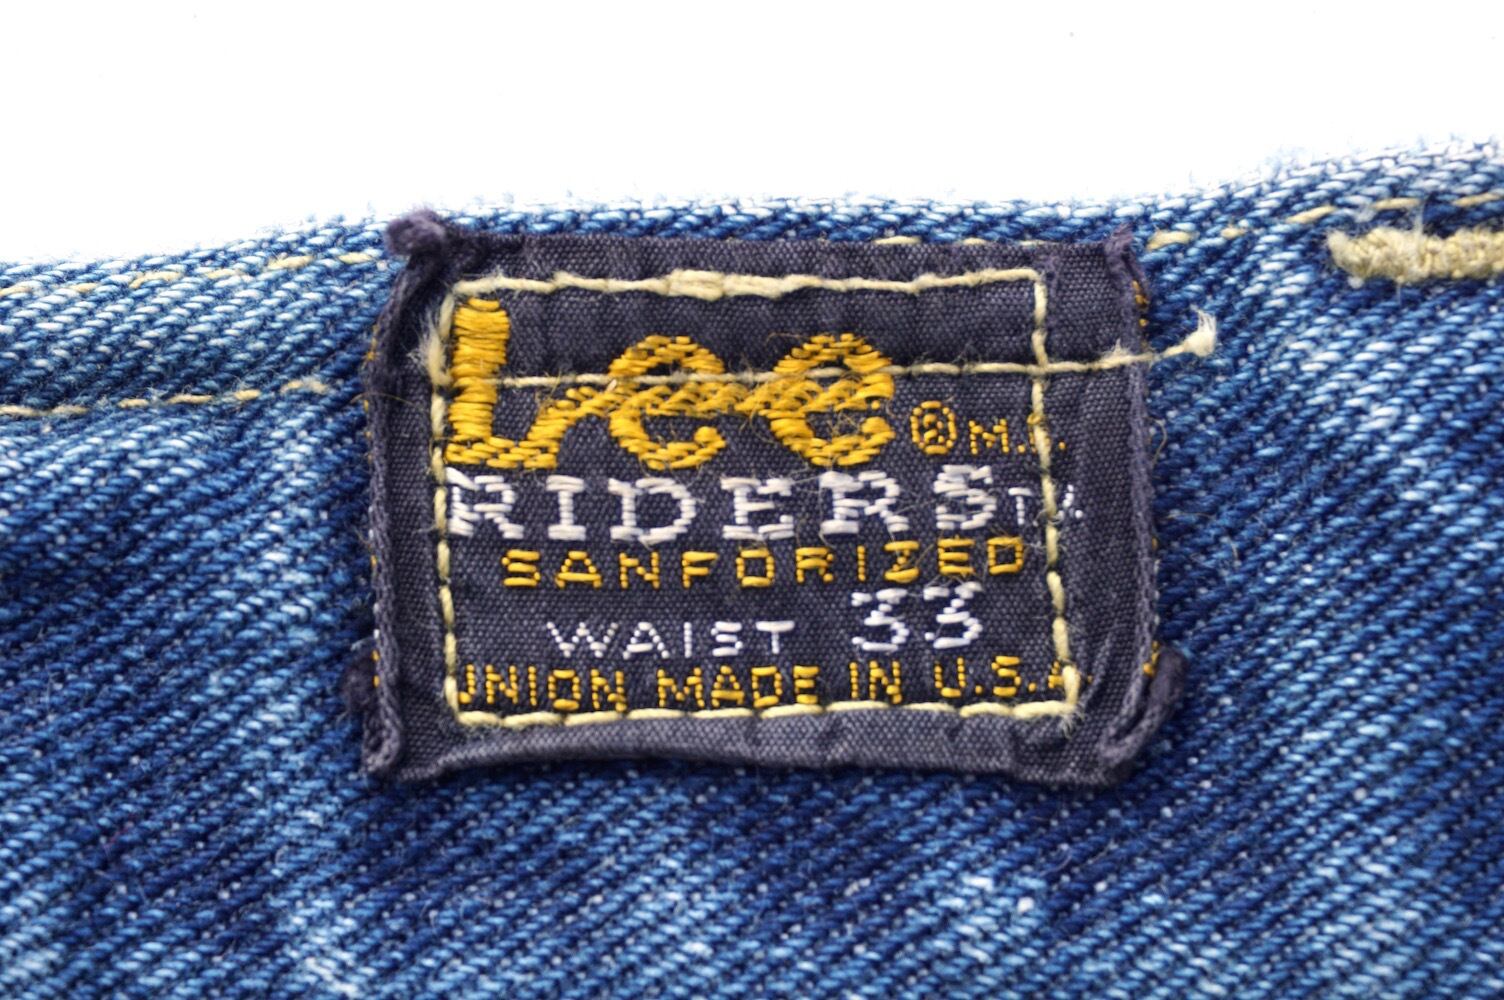 Lee ® M.R.
RIDERS T.M.
SANFORIZED
WAIST 33
UNION MADE IN U.S.A.